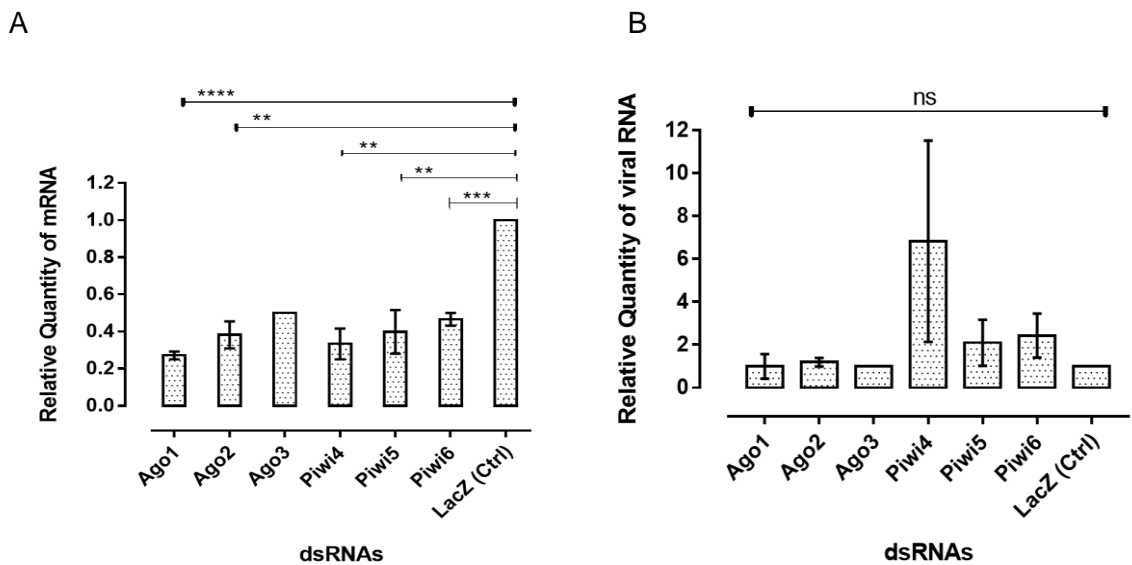 A
B
****
**
**
**
***
Relative Quantity of mRNA
1.2
1.0
0.8
0.6
0.4
0.2
0.0
Ago1
Ago2
Ago3
Piwi4
Piwi5
Piwi6
LacZ (Ctrl)
dsRNAs
ns
Relative Quantity of viral RNA
12
10
8
6
4
2
0
Ago1
Ago2
Ago3
Piwi4
Piwi5
Piwi6
LacZ (Ctrl)
dsRNAs